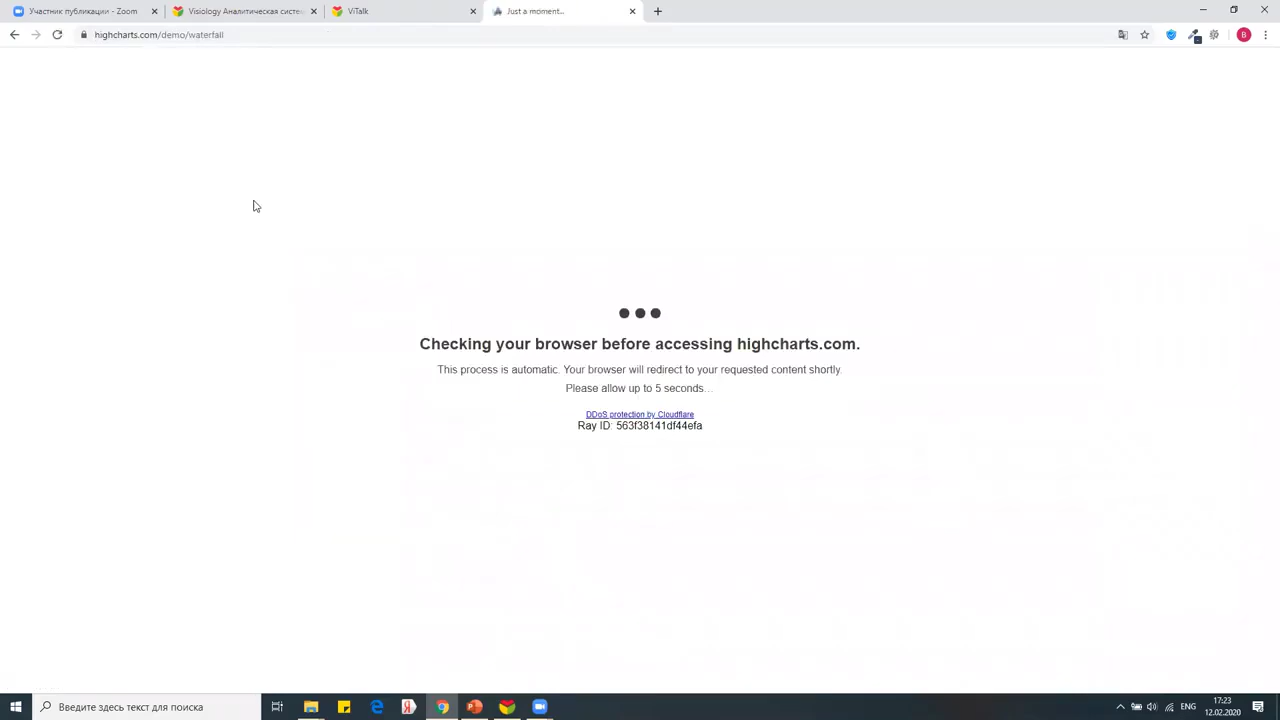 Участник публикации - Zoom
Visiology Аналитическая систем
ViTalk
Just a moment...
highcharts.com/demo/waterfall
B
Checking your browser before accessing highcharts.com.
This process is automatic. Your browser will redirect to your requested content shortly.
Please allow up to 5 seconds...
DDoS protection by Cloudflare
Ray ID: 563f38141df44efa
Введите здесь текст для поиска
ENG
17:23
12.02.2020